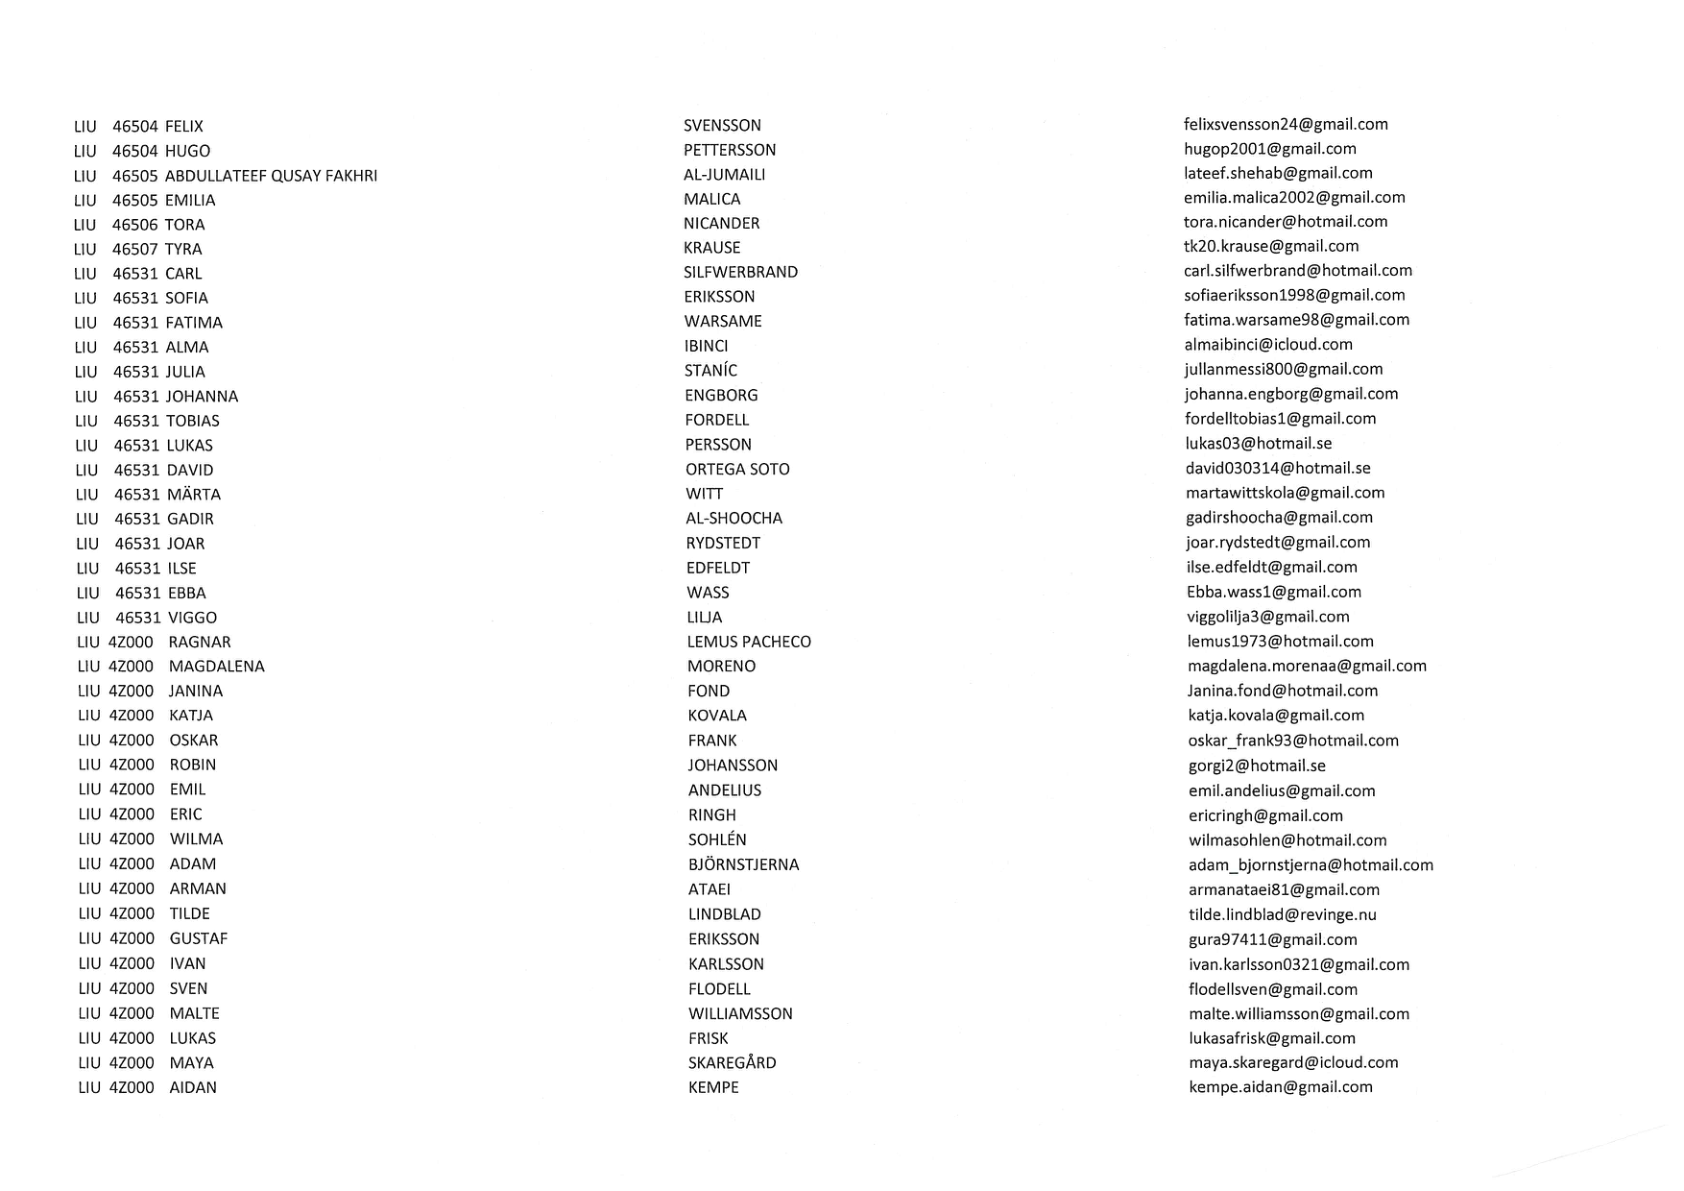 LIU 46504 FELIX SVENSSON felixsvensson24@gmail.com
LIU 46504 HUGO PETTERSSON hugop2001@gmail.com
LIU 46505 ABDULLATEEF QUSAY FAKHRI AL-JUMAILI lateef.shehab@gmail.com
LIU 46505 EMILIA MALICA emilia.malica2002@gmail.com
LIU 46506 TORA NICANDER tora.nicander@hotmail.com
LIU 46507 TYRA KRAUSE tk20.krause@gmail.com
LIU 46531 CARL SILFWERBRAND carl.silfwerbrand@hotmail.com
LIU 46531 SOFIA ERIKSSON sofiaeriksson1998@gmail.com
LIU 46531 FATIMA WARSAME fatima.warsame98@gmail.com
LIU 46531 ALMA IBINCI almaibinci@icloud.com
LIU 46531 JULIA STANÍC jullanmessi800@gmail.com
LIU 46531 JOHANNA ENGBORG johanna.engborg@gmail.com
LIU 46531 TOBIAS FORDELL fordelltobias1@gmail.com
LIU 46531 LUKAS PERSSON lukas03@hotmail.se
LIU 46531 DAVID ORTEGA SOTO david030314@hotmail.se
LIU 46531 MÄRTA WITT martawittskola@gmail.com
LIU 46531 GADIR AL-SHOOCHA gadirshoocha@gmail.com
LIU 46531 JOAR RYDSTEDT joar.rydstedt@gmail.com
LIU 46531 ILSE EDFELDT ilse.edfeldt@gmail.com
LIU 46531 EBBA WASS Ebba.wass1@gmail.com
LIU 46531 VIGGO LILJA viggolilja3@gmail.com
LIU 4Z000 RAGNAR LEMUS PACHECO lemus1973@hotmail.com
LIU 4Z000 MAGDALENA MORENO magdalena.morenaa@gmail.com
LIU 4Z000 JANINA FOND Janina.fond@hotmail.com
LIU 4Z000 KATJA KOVALA katja.kovala@gmail.com
LIU 4Z000 OSKAR FRANK oskar_frank93@hotmail.com
LIU 4Z000 ROBIN JOHANSSON gorgi2@hotmail.se
LIU 4Z000 EMIL ANDELIUS emil.andelius@gmail.com
LIU 4Z000 ERIC RINGH ericringh@gmail.com
LIU 4Z000 WILMA SOHLÉN wilmasohlen@hotmail.com
LIU 4Z000 ADAM BJÖRNSTJERNA adam_bjornstjerna@hotmail.com
LIU 4Z000 ARMAN ATAEI armanataei81@gmail.com
LIU 4Z000 TILDE LINDBLAD tilde.lindblad@revinge.nu
LIU 4Z000 GUSTAF ERIKSSON gura97411@gmail.com
LIU 4Z000 IVAN KARLSSON ivan.karlsson0321@gmail.com
LIU 4Z000 SVEN FLODELL flodellsven@gmail.com
LIU 4Z000 MALTE WILLIAMSSON malte.williamsson@gmail.com
LIU 4Z000 LUKAS FRISK lukasafrisk@gmail.com
LIU 4Z000 MAYA SKAREGÅRD maya.skaregard@icloud.com
LIU 4Z000 AIDAN KEMPE kempe.aidan@gmail.com